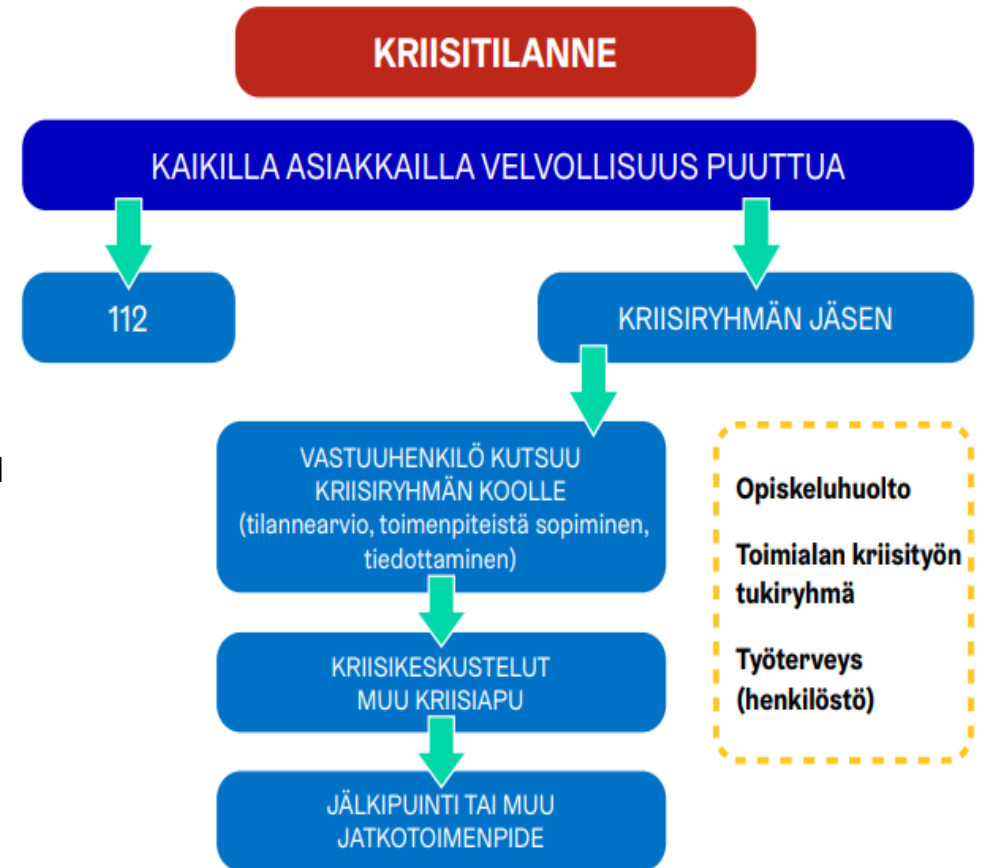 KRIISITILANNE
KAIKILLA ASIAKKAILLA VELVOLLISUUS PUUTTUA
112
KRIISIRYHMÄN JÄSEN
VASTUUHENKILÖ KUTSUU
KRIISIRYHMÄN KOOLLE
(tilannearvio, toimenpiteistä sopiminen,
tiedottaminen)
Opiskeluhuolto
Toimialan kriisityön
tukiryhmä
Työterveys
(henkilöstö)
KRIISIKESKUSTELUT
MUU KRIISIAPU
JÄLKIPUINTI TAI MUU
JATKOTOIMENPIDE